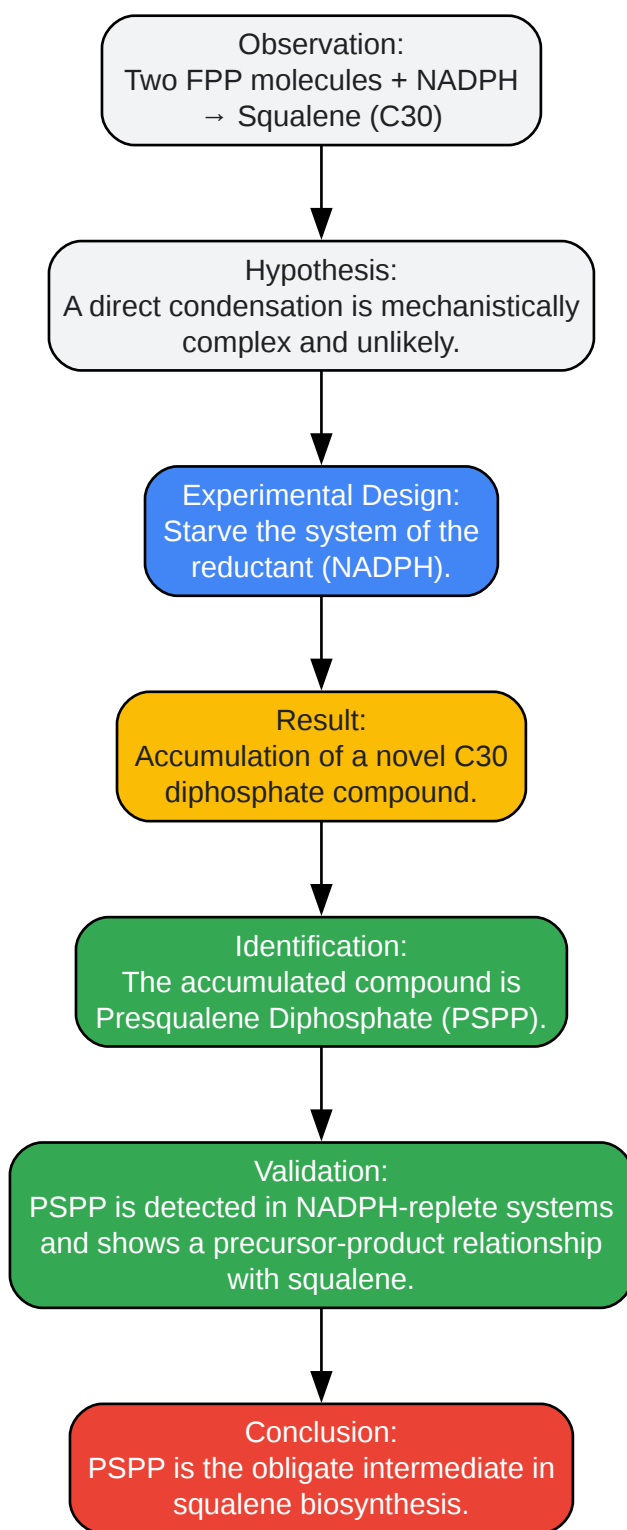 Observation:
Two FPP molecules + NADPH
→ Squalene (C30)
Hypothesis:
A direct condensation is mechanistically
complex and unlikely.
Experimental Design:
Starve the system of the
reductant (NADPH).
Result:
Accumulation of a novel C30
diphosphate compound.
Identification:
The accumulated compound is
Presqualene Diphosphate (PSPP).
Validation:
PSPP is detected in NADPH-replete systems
and shows a precursor-product relationship
with squalene.
Conclusion:
PSPP is the obligate intermediate in
squalene biosynthesis.